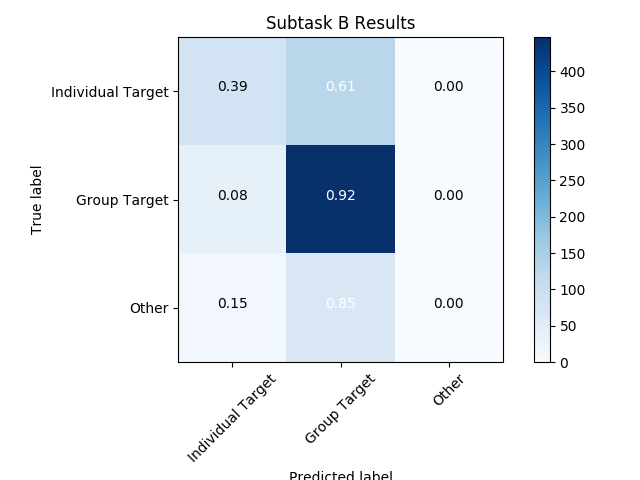 Subtask B Results
Individual Target 0.39 0.61 0.00
Group Target 0.08 0.92 0.00
Other 0.15 0.85 0.00
True label
Individual Target
Group Target
Other
Predicted label
400
350
300
250
200
150
100
50
0